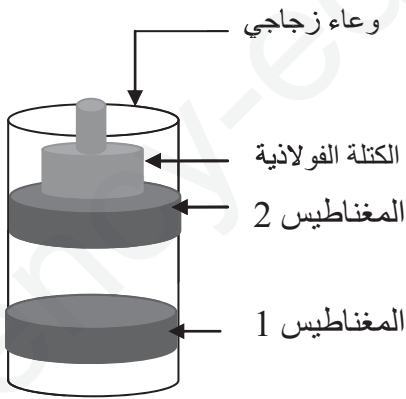 وعاء زجاجي
الكتلة الفولاذية
المغناطيس 2
المغناطيس 1